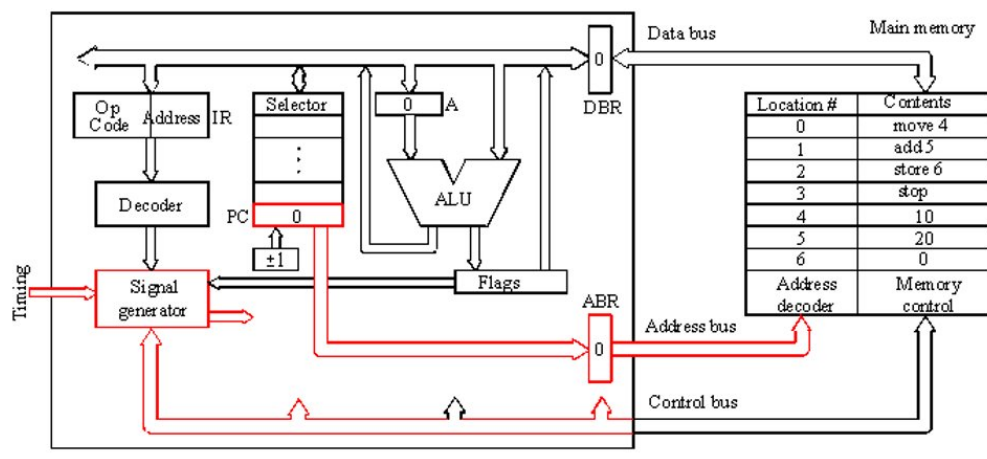 Data bus
Main memory
0
DBR
Op
Code
Address
IR
Selector
0
A
Location #
Contents
0
move 4
1
add 5
2
store 6
3
stop
4
10
5
20
6
0
Address
decoder
Memory
control
Decoder
ALU
PC
0
±1
Flags
Timing
Signal
generator
ABR
0
Address bus
Control bus